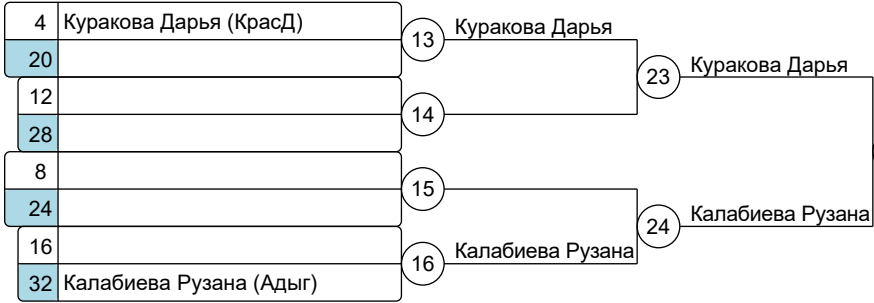 4 Куракова Дарья (КрасД)
20
12
28
8
24
16
32 Калабиева Рузана (Адыг)
13 Куракова Дарья
14
15
16 Калабиева Рузана
23 Куракова Дарья
24 Калабиева Рузана